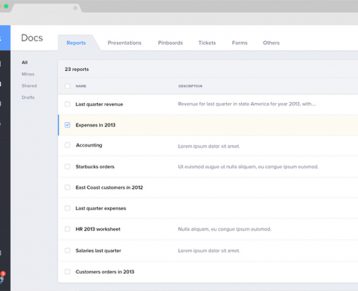 Docs
Reports Presentations Pinboards Tickets Forms Others
All
Minus
Shared
Drafts
23 reports
NAME DESCRIPTION
Last quarter revenue Revenue for last quarter in state America for year 2013, with...
Expenses in 2013
Accounting Lorem ipsum dolor sit amet.
Starbucks orders Ut euismod augue ut nulla aliquam, eu congue ipsum euismod.
East Coast customers in 2012
Last quarter expenses
HR 2013 worksheet Nulla aliquam, eu congue ipsum euismod.
Salaries last quarter Lorem ipsum dolor sit amet.
Customers orders in 2013